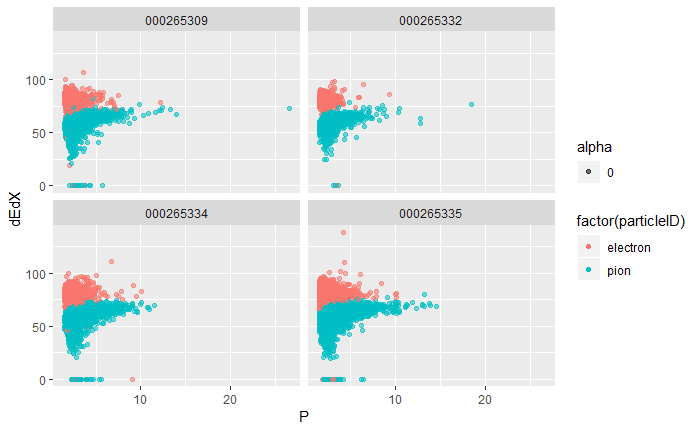 000265309
000265332
100
50
0
000265334
000265335
100
50
0
10
20
10
20
P
dEdX
alpha
0
factor(particleID)
electron
pion